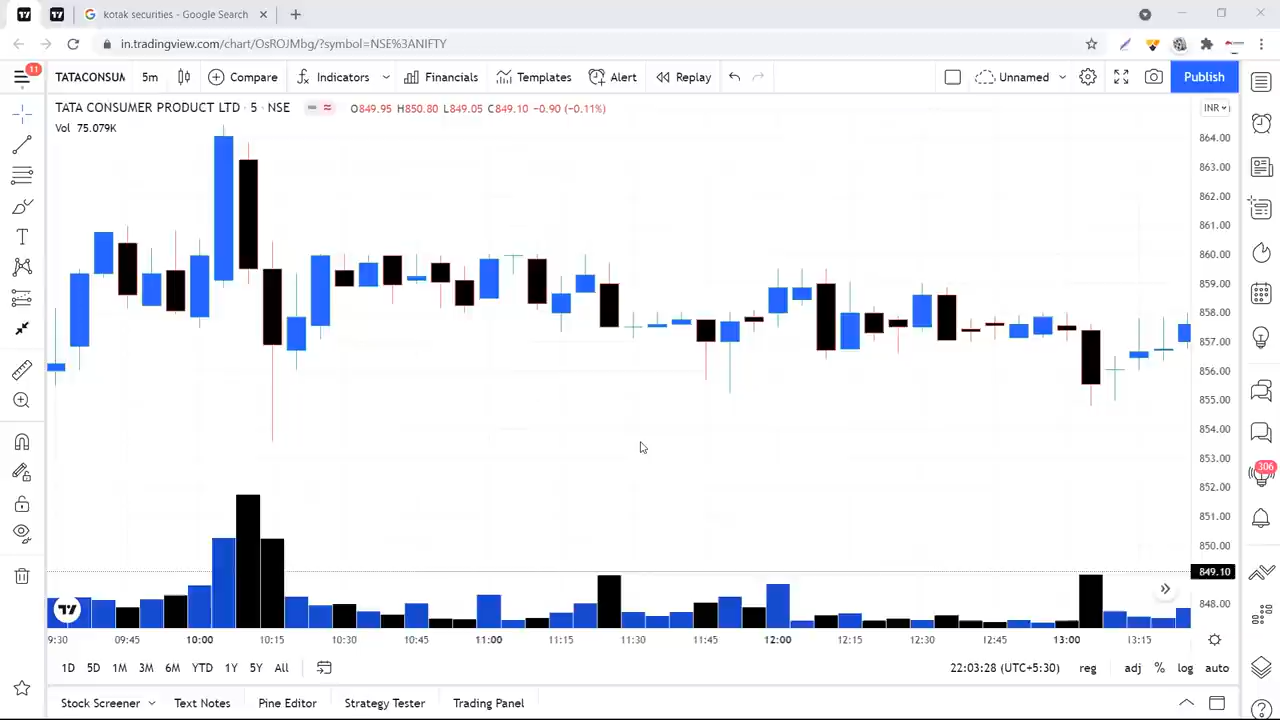 kotak securities - Google Search
in.tradingview.com/chart/OsROJMbg/?symbol=NSE%3ANIFTY
11
TATACONSUM 5m Compare Indicators Financials Templates Alert Replay Unnamed Publish
TATA CONSUMER PRODUCT LTD · 5 · NSE O849.95 H850.80 L849.05 C849.10 −0.90 (−0.11%)
INR
Vol 75.079K
864.00
863.00
862.00
861.00
860.00
859.00
858.00
857.00
856.00
855.00
854.00
853.00
306
852.00
851.00
850.00
849.10
848.00
9:30 09:45 10:00 10:15 10:30 10:45 11:00 11:15 11:30 11:45 12:00 12:15 12:30 12:45 13:00 13:15
1D 5D 1M 3M 6M YTD 1Y 5Y All 22:03:28 (UTC+5:30) reg adj % log auto
Stock Screener Text Notes Pine Editor Strategy Tester Trading Panel